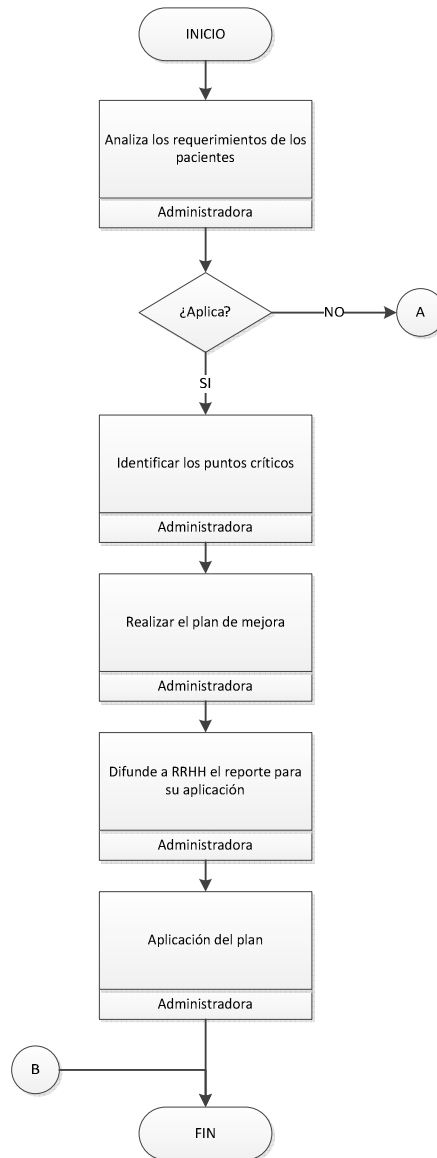 INICIO
Analiza los requerimientos de los
pacientes
Administradora
¿Aplica?
NO
A
SI
Identificar los puntos críticos
Administradora
Realizar el plan de mejora
Administradora
Difunde a RRHH el reporte para
su aplicación
Administradora
Aplicación del plan
Administradora
B
FIN